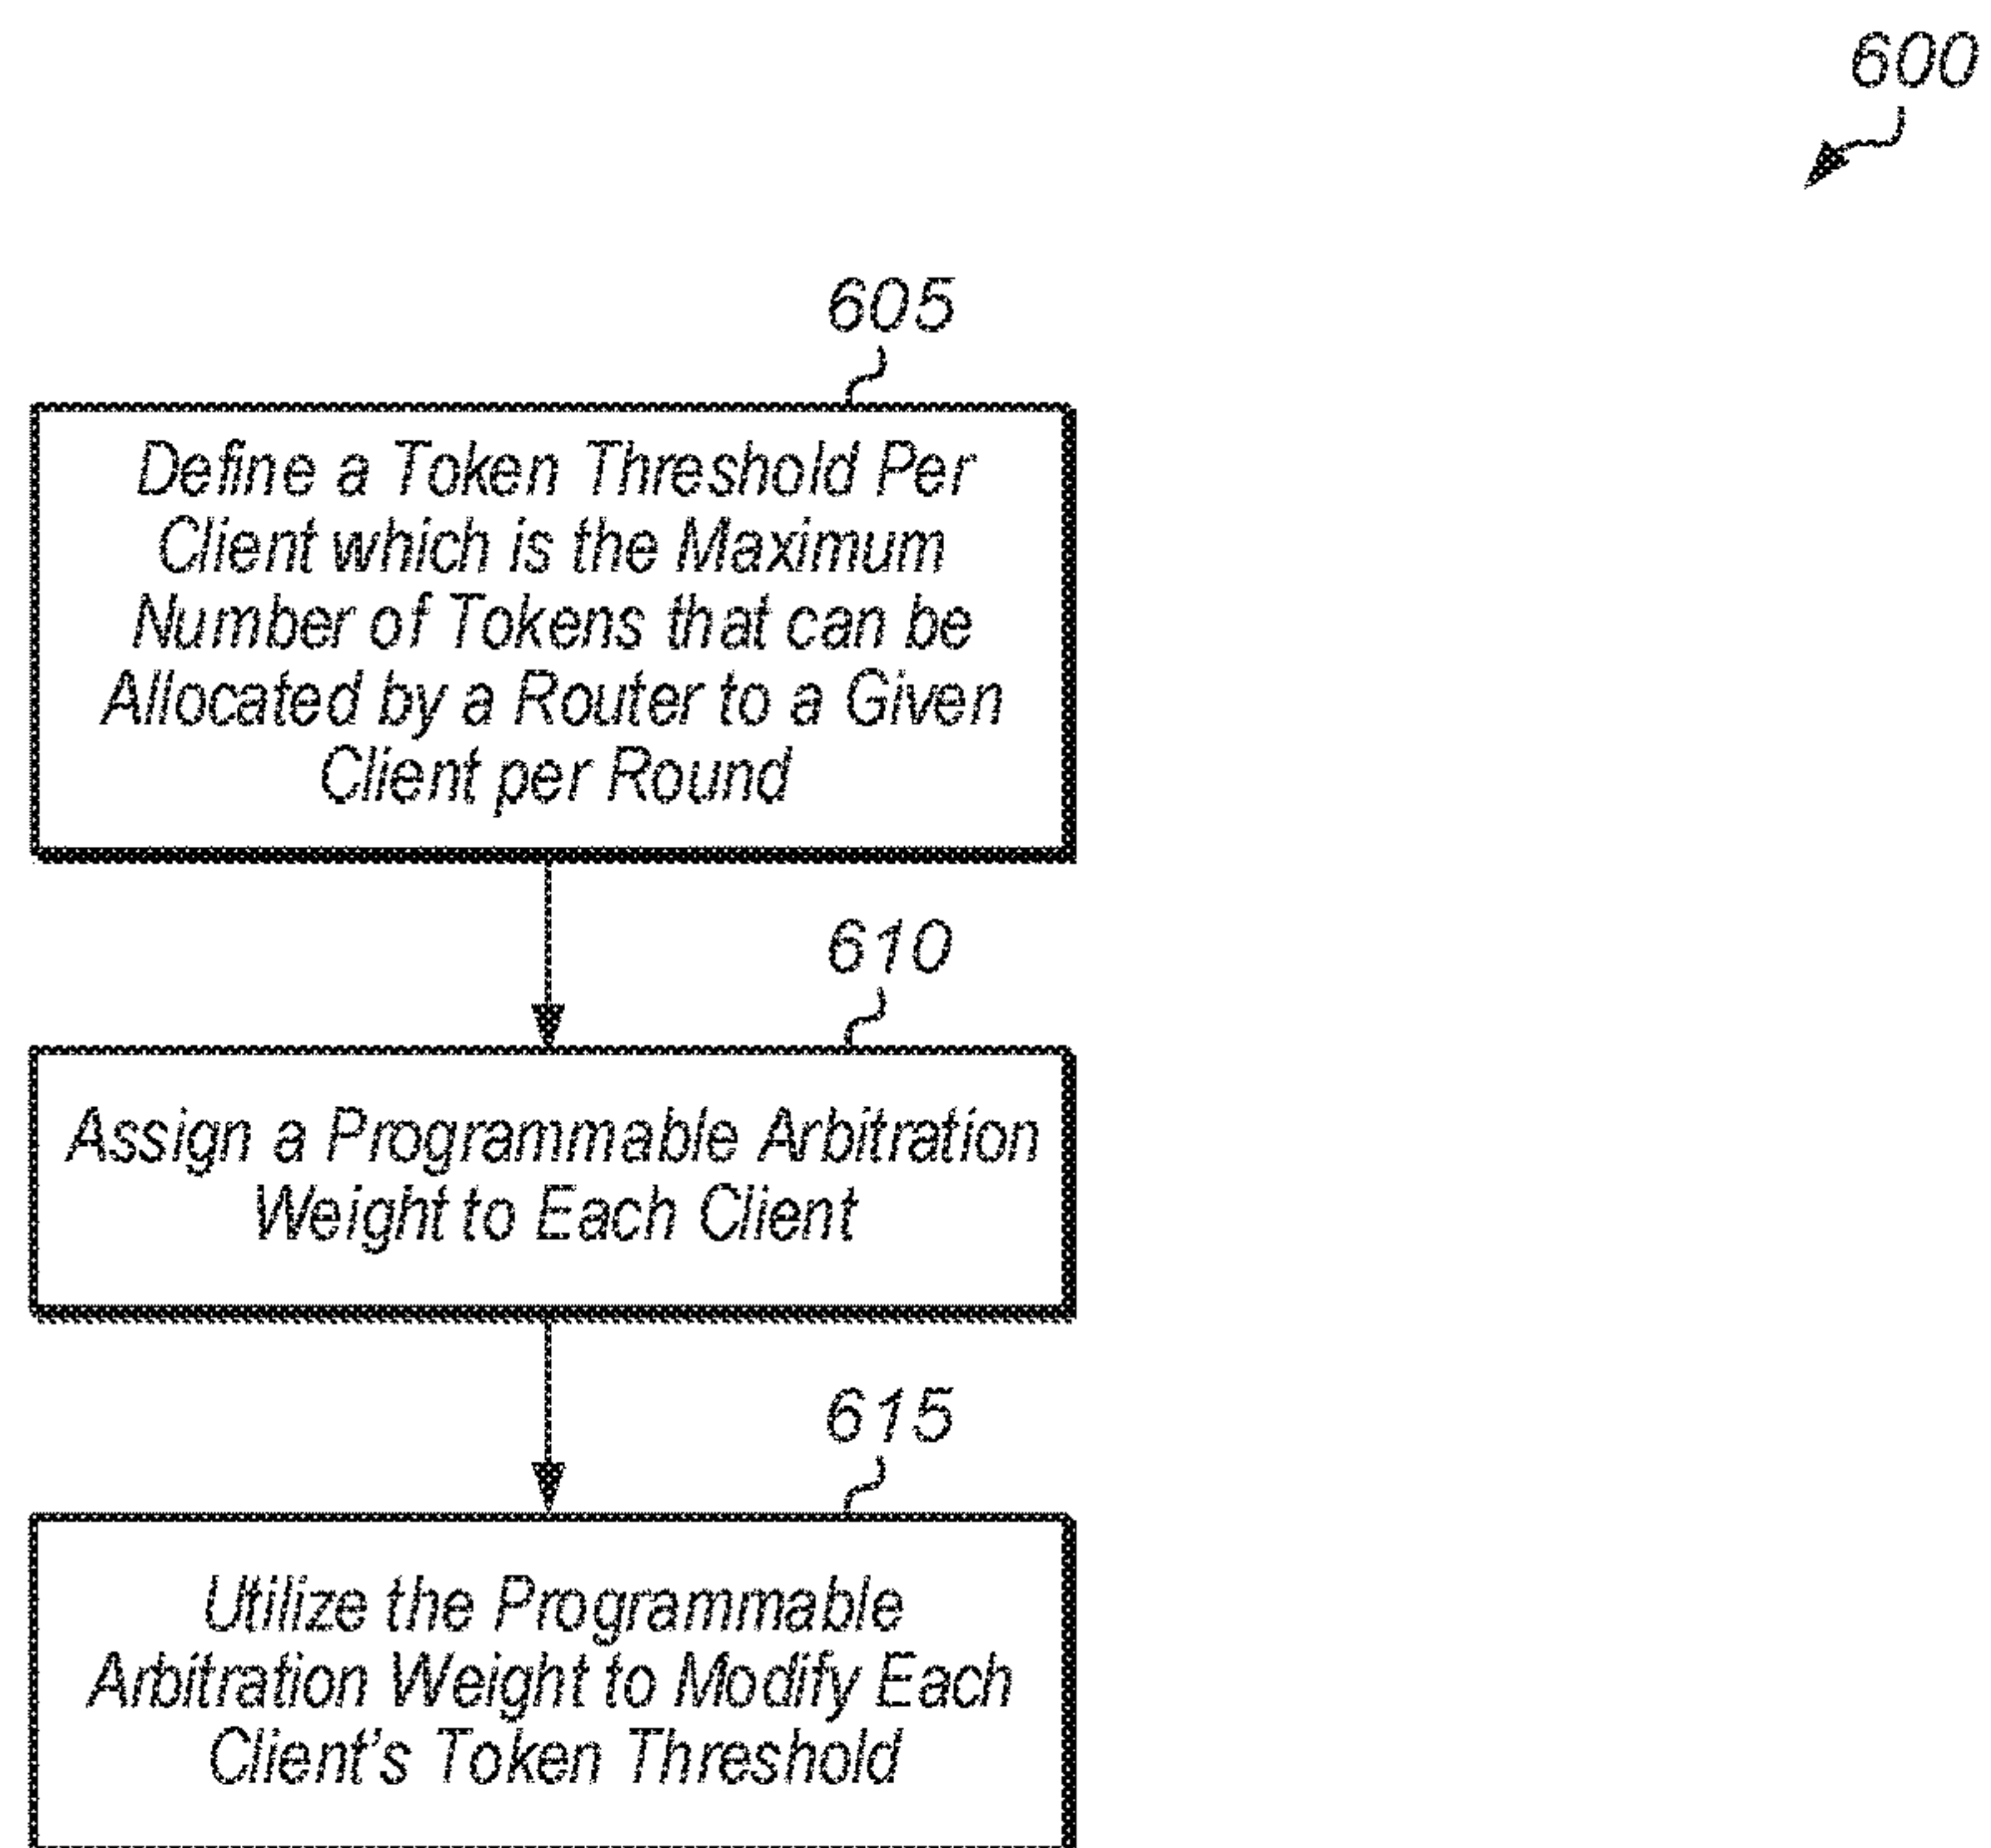 600
605
Define a Token Threshold Per
Client which is the Maximum
Number of Tokens that can be
Allocated by a Router to a Given
Client per Round
610
Assign a Programmable Arbitration
Weight to Each Client
615
Utilize the Programmable
Arbitration Weight to Modify Each
Client's Token Threshold